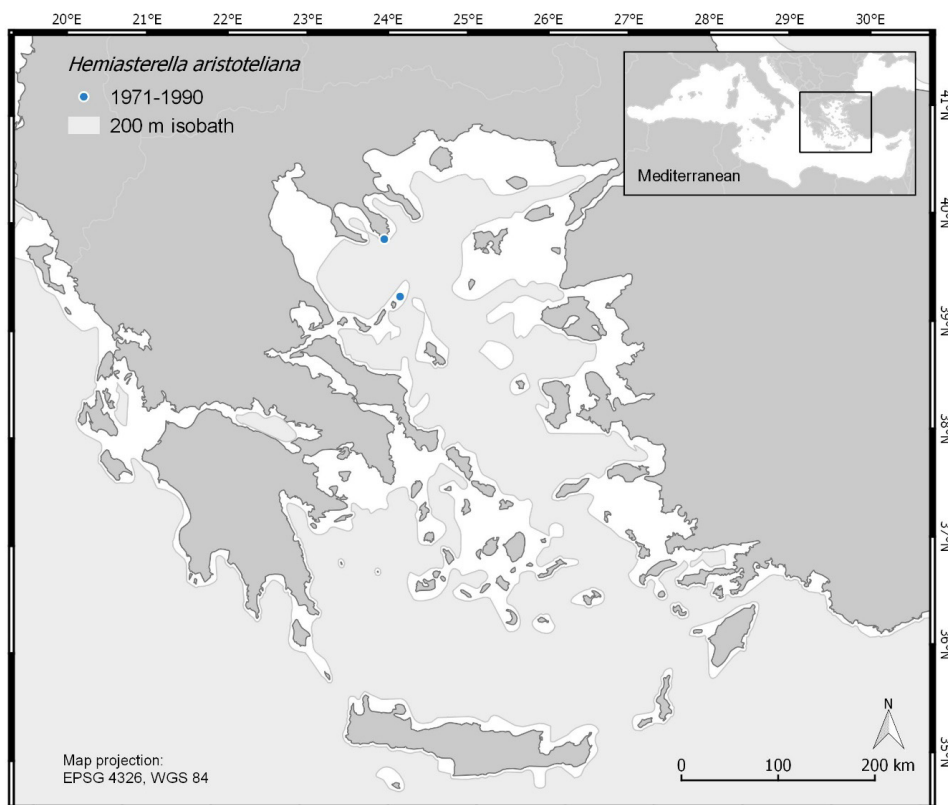 20°E 21°E 22°E 23°E 24°E 25°E 26°E 27°E 28°E 29°E 30°E
Hemiasterella aristoteliana
1971-1990
200 m isobath
Mediterranean
41°N
40°N
39°N
38°N
37°N
36°N
35°N
N
Map projection:
EPSG 4326, WGS 84
0 100 200 km